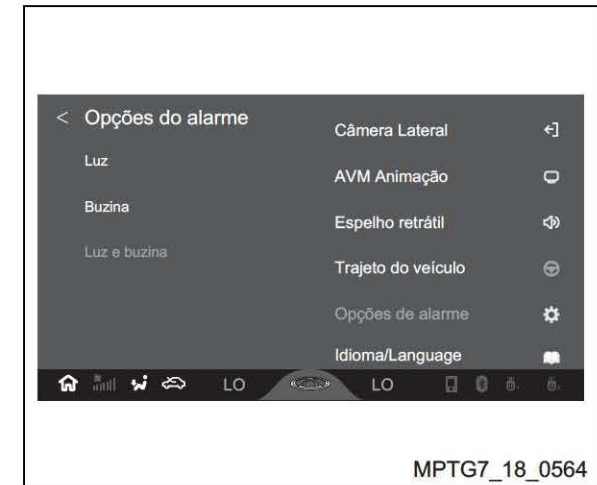 < Opções do alarme
Luz
Buzina
Luz e buzina
Câmera Lateral
AVM Animação
Espelho retrátil
Trajeto do veículo
Opções de alarme
Idioma/Language
LO
LO
MPTG7_18_0564